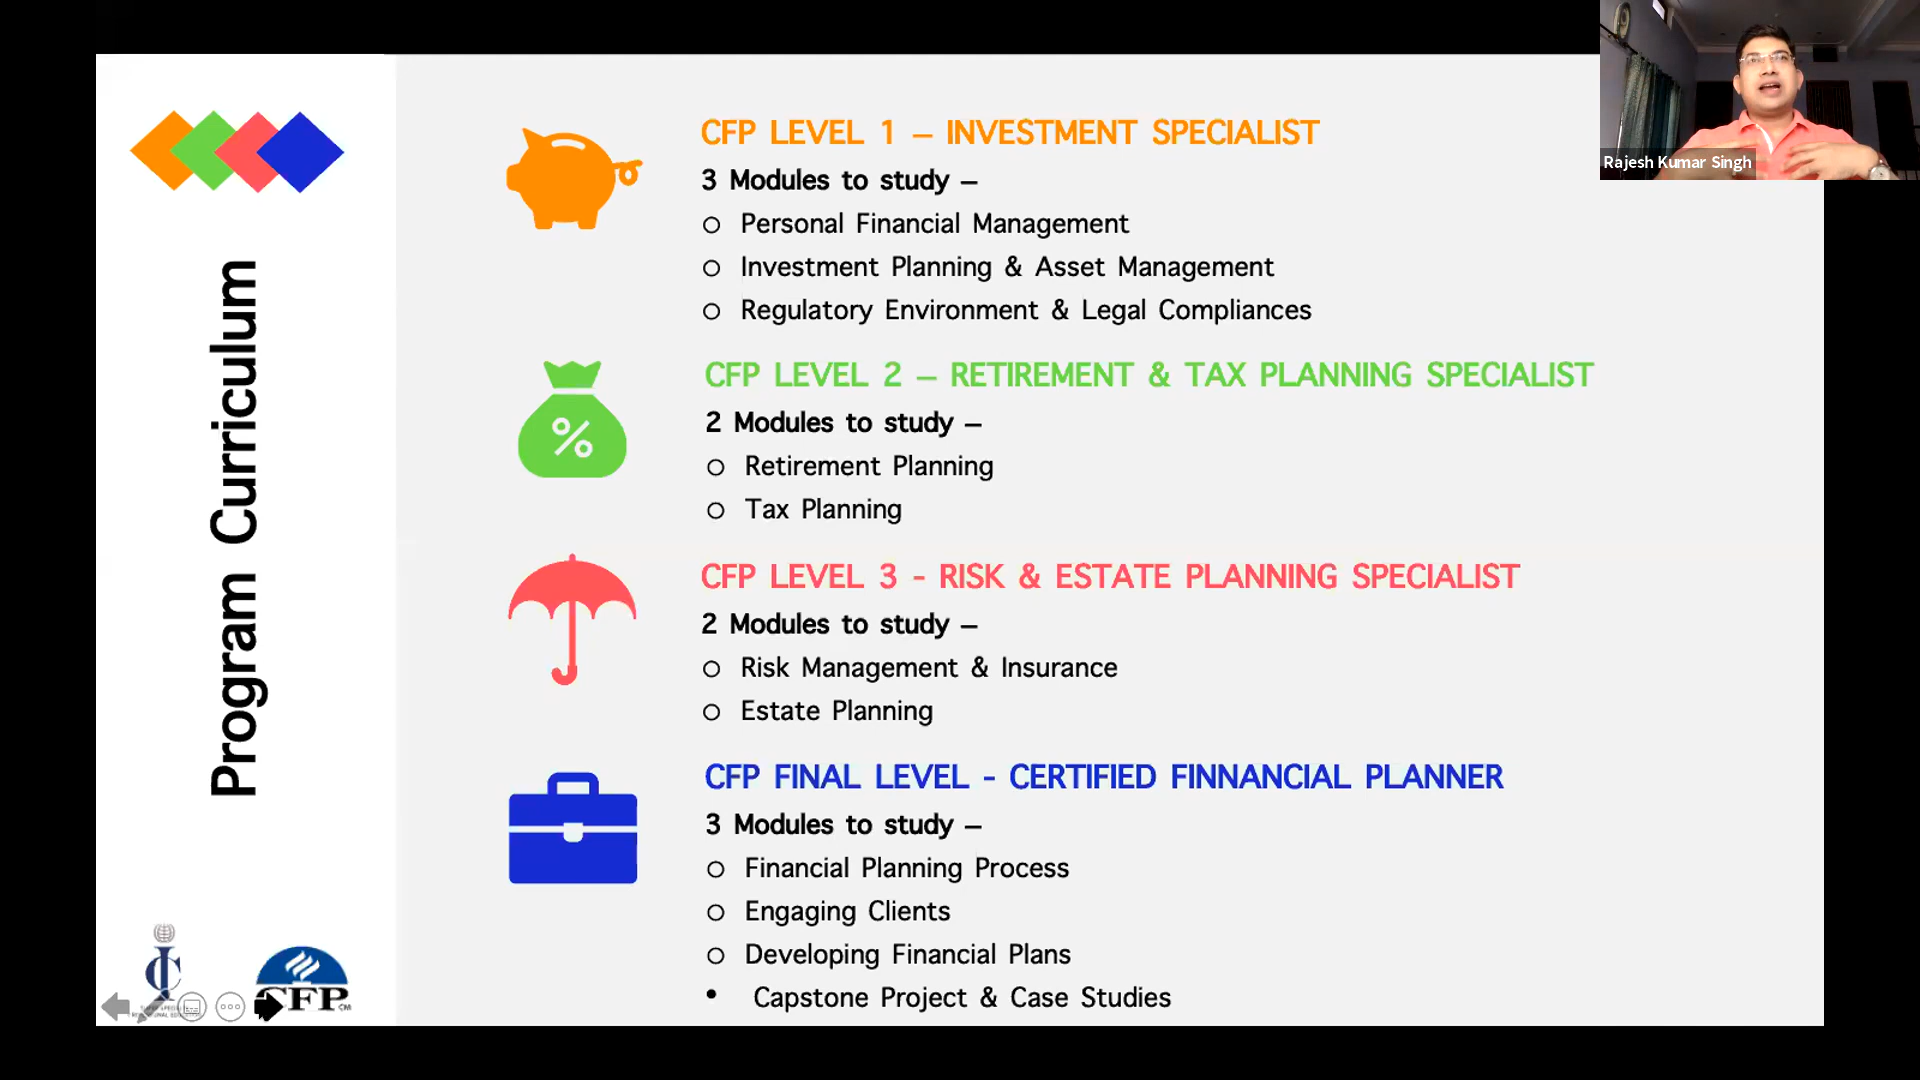 Rajesh Kumar Singh
Program Curriculum
CFP LEVEL 1 – INVESTMENT SPECIALIST
3 Modules to study –
Personal Financial Management
Investment Planning & Asset Management
Regulatory Environment & Legal Compliances
CFP LEVEL 2 – RETIREMENT & TAX PLANNING SPECIALIST
2 Modules to study –
Retirement Planning
Tax Planning
CFP LEVEL 3 - RISK & ESTATE PLANNING SPECIALIST
2 Modules to study –
Risk Management & Insurance
Estate Planning
CFP FINAL LEVEL - CERTIFIED FINNANCIAL PLANNER
3 Modules to study –
Financial Planning Process
Engaging Clients
Developing Financial Plans
• Capstone Project & Case Studies
%
CFP